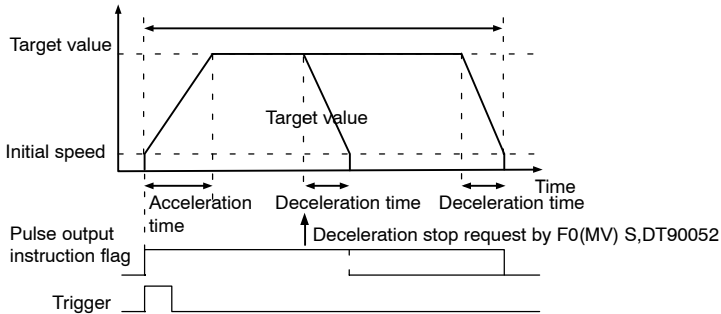 Target value
Target value
Initial speed
Time
Acceleration
time
Deceleration time
Deceleration time
Deceleration stop request by F0(MV) S,DT90052
Pulse output
instruction flag
Trigger